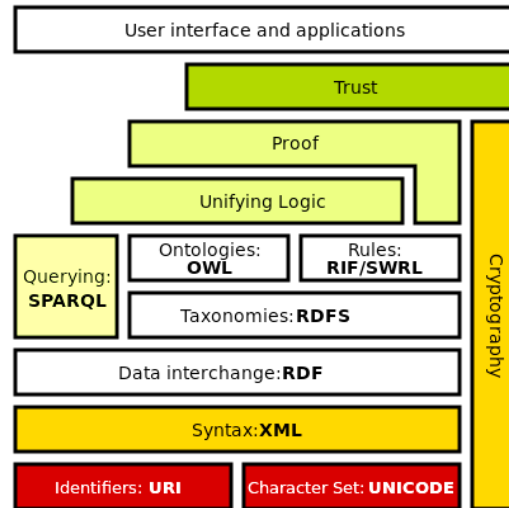 User interface and applications
Trust
Proof
Unifying Logic
Ontologies:
OWL
Rules:
RIF/SWRL
Querying:
SPARQL
Taxonomies:RDFS
Data interchange:RDF
Syntax:XML
Identifiers: URI
Character Set: UNICODE
Cryptography